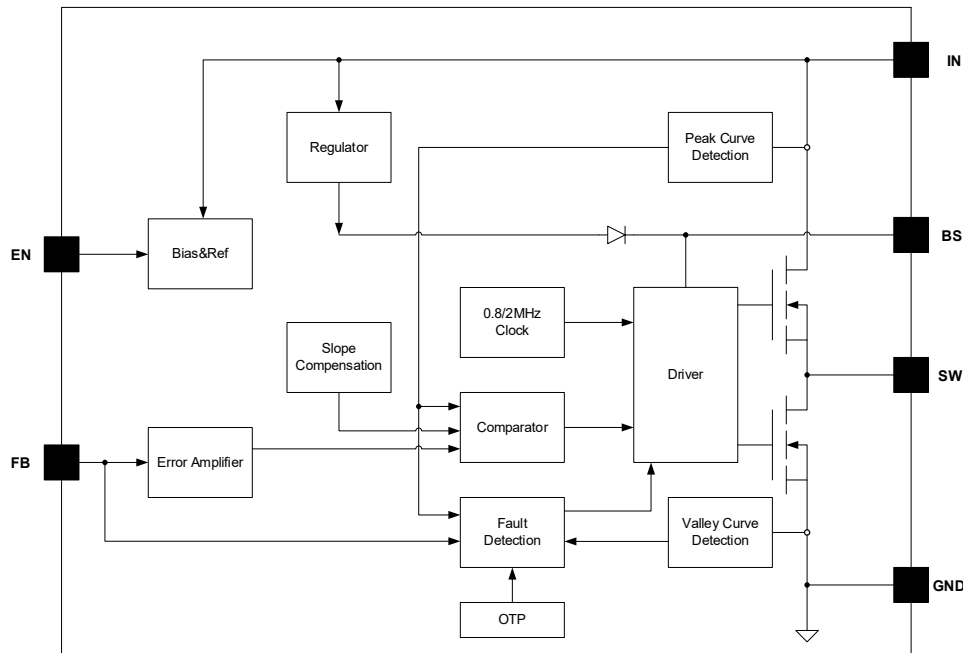 IN
Peak Curve
Detection
Regulator
EN
Bias&Ref
BS
0.8/2MHz
Clock
Slope
Compensation
Driver
SW
Comparator
FB
Error Amplifier
Fault
Detection
Valley Curve
Detection
GND
OTP